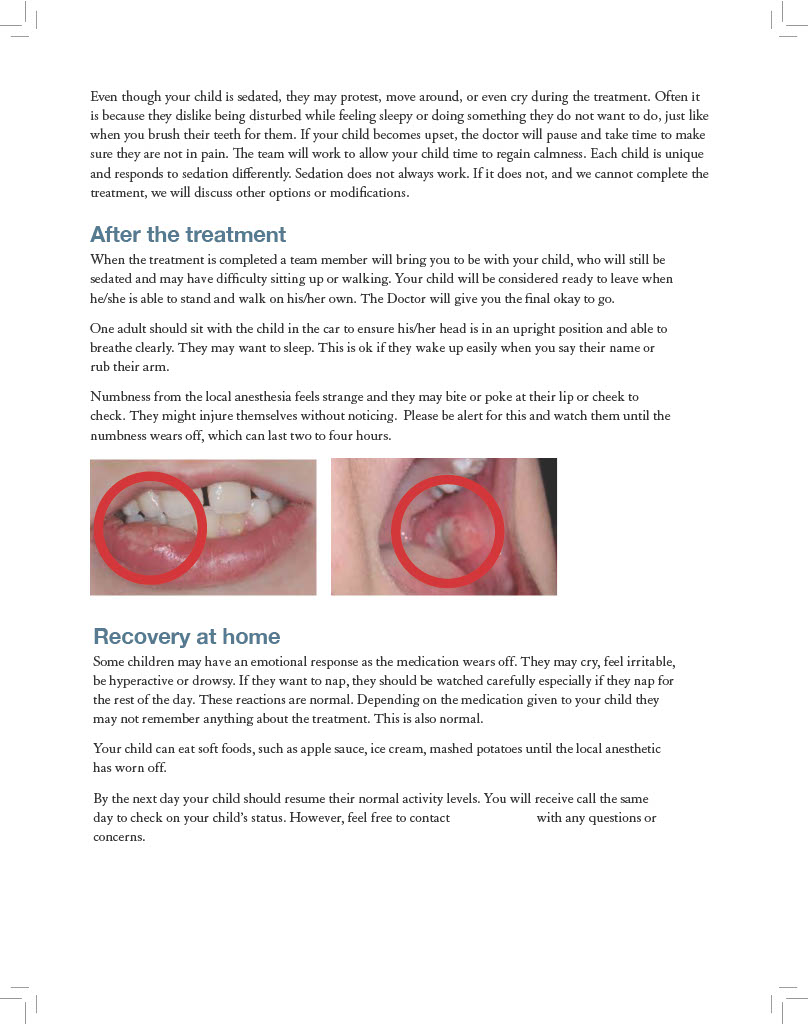 Even though your child is sedated, they may protest, move around, or even cry during the treatment. Often it
is because they dislike being disturbed while feeling sleepy or doing something they do not want to do, just like
when you brush their teeth for them. If your child becomes upset, the doctor will pause and take time to make
sure they are not in pain. The team will work to allow your child time to regain calmness. Each child is unique
and responds to sedation differently. Sedation does not always work. If it does not, and we cannot complete the
treatment, we will discuss other options or modifications.
After the treatment
When the treatment is completed a team member will bring you to be with your child, who will still be
sedated and may have difficulty sitting up or walking. Your child will be considered ready to leave when
he/she is able to stand and walk on his/her own. The Doctor will give you the final okay to go.
One adult should sit with the child in the car to ensure his/her head is in an upright position and able to
breathe clearly. They may want to sleep. This is ok if they wake up easily when you say their name or
rub their arm.
Numbness from the local anesthesia feels strange and they may bite or poke at their lip or cheek to
check. They might injure themselves without noticing. Please be alert for this and watch them until the
numbness wears off, which can last two to four hours.
Recovery at home
Some children may have an emotional response as the medication wears off. They may cry, feel irritable,
be hyperactive or drowsy. If they want to nap, they should be watched carefully especially if they nap for
the rest of the day. These reactions are normal. Depending on the medication given to your child they
may not remember anything about the treatment. This is also normal.
Your child can eat soft foods, such as apple sauce, ice cream, mashed potatoes until the local anesthetic
has worn off.
By the next day your child should resume their normal activity levels. You will receive call the same
day to check on your child's status. However, feel free to contact with any questions or
concerns.